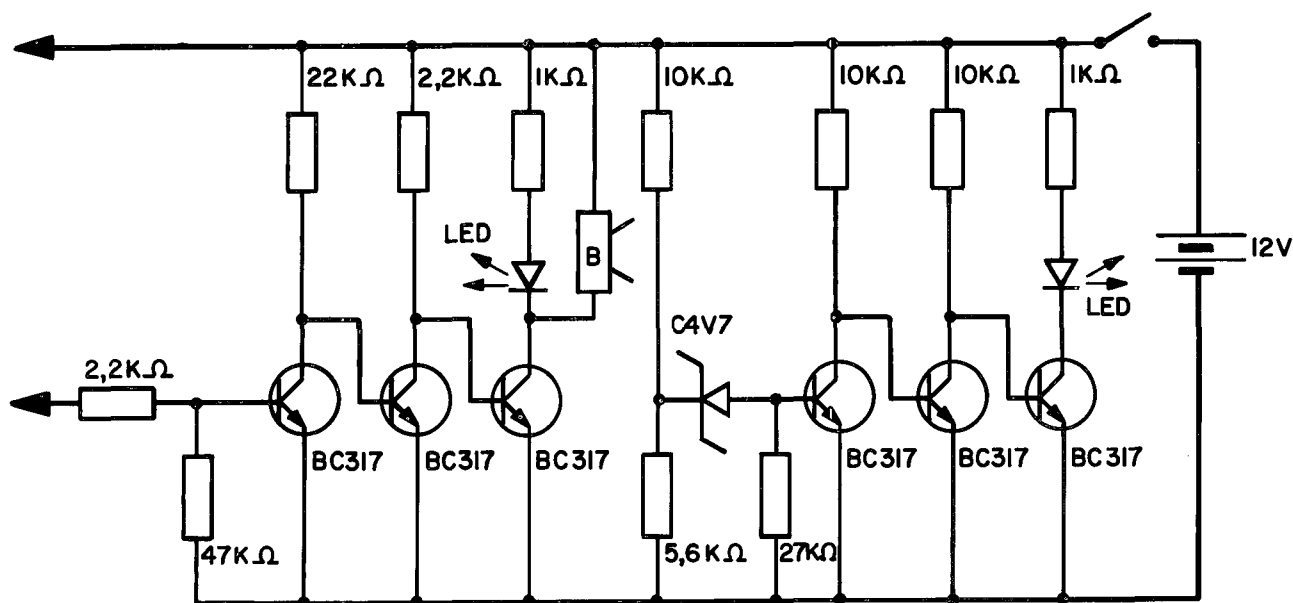 22KΩ 2,2KΩ 1KΩ 10KΩ 10KΩ 10KΩ 1KΩ
LED B 12V
LED
C4V7
2,2KΩ
BC317 BC317 BC317 BC317 BC317 BC317
47KΩ 5,6KΩ 27KΩ